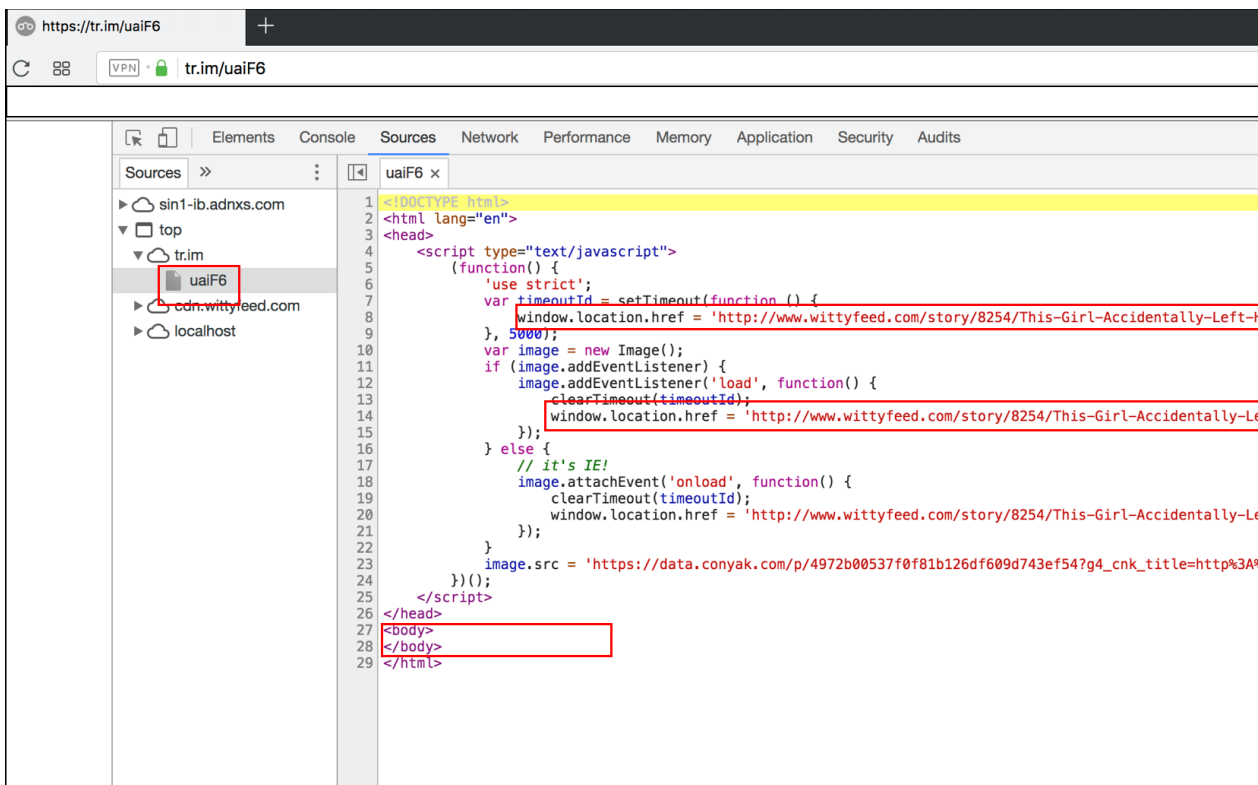 https://tr.im/uaiF6
VPN tr.im/uaiF6
Elements Console Sources Network Performance Memory Application Security Audits
Sources » uaiF6 ×
sin1-ib.adnxs.com
top
tr.im
uaiF6
cdn.wittyfeed.com
localhost
1 <!DOCTYPE html>
2 <html lang="en">
3 <head>
4 <script type="text/javascript">
5 (function() {
6 'use strict';
7 var timeoutId = setTimeout(function () {
8 window.location.href = 'http://www.wittyfeed.com/story/8254/This-Girl-Accidentally-Left-H
9 }, 5000);
10 var image = new Image();
11 if (image.addEventListener) {
12 image.addEventListener('load', function() {
13 clearTimeout(timeoutId);
14 window.location.href = 'http://www.wittyfeed.com/story/8254/This-Girl-Accidentally-Le
15 });
16 } else {
17 // it's IE!
18 image.attachEvent('onload', function() {
19 clearTimeout(timeoutId);
20 window.location.href = 'http://www.wittyfeed.com/story/8254/This-Girl-Accidentally-Le
21 });
22 }
23 image.src = 'https://data.conyak.com/p/4972b00537f0f81b126df609d743ef54?g4_cnk_title=http%3A%
24 })();
25 </script>
26 </head>
27 <body>
28 </body>
29 </html>